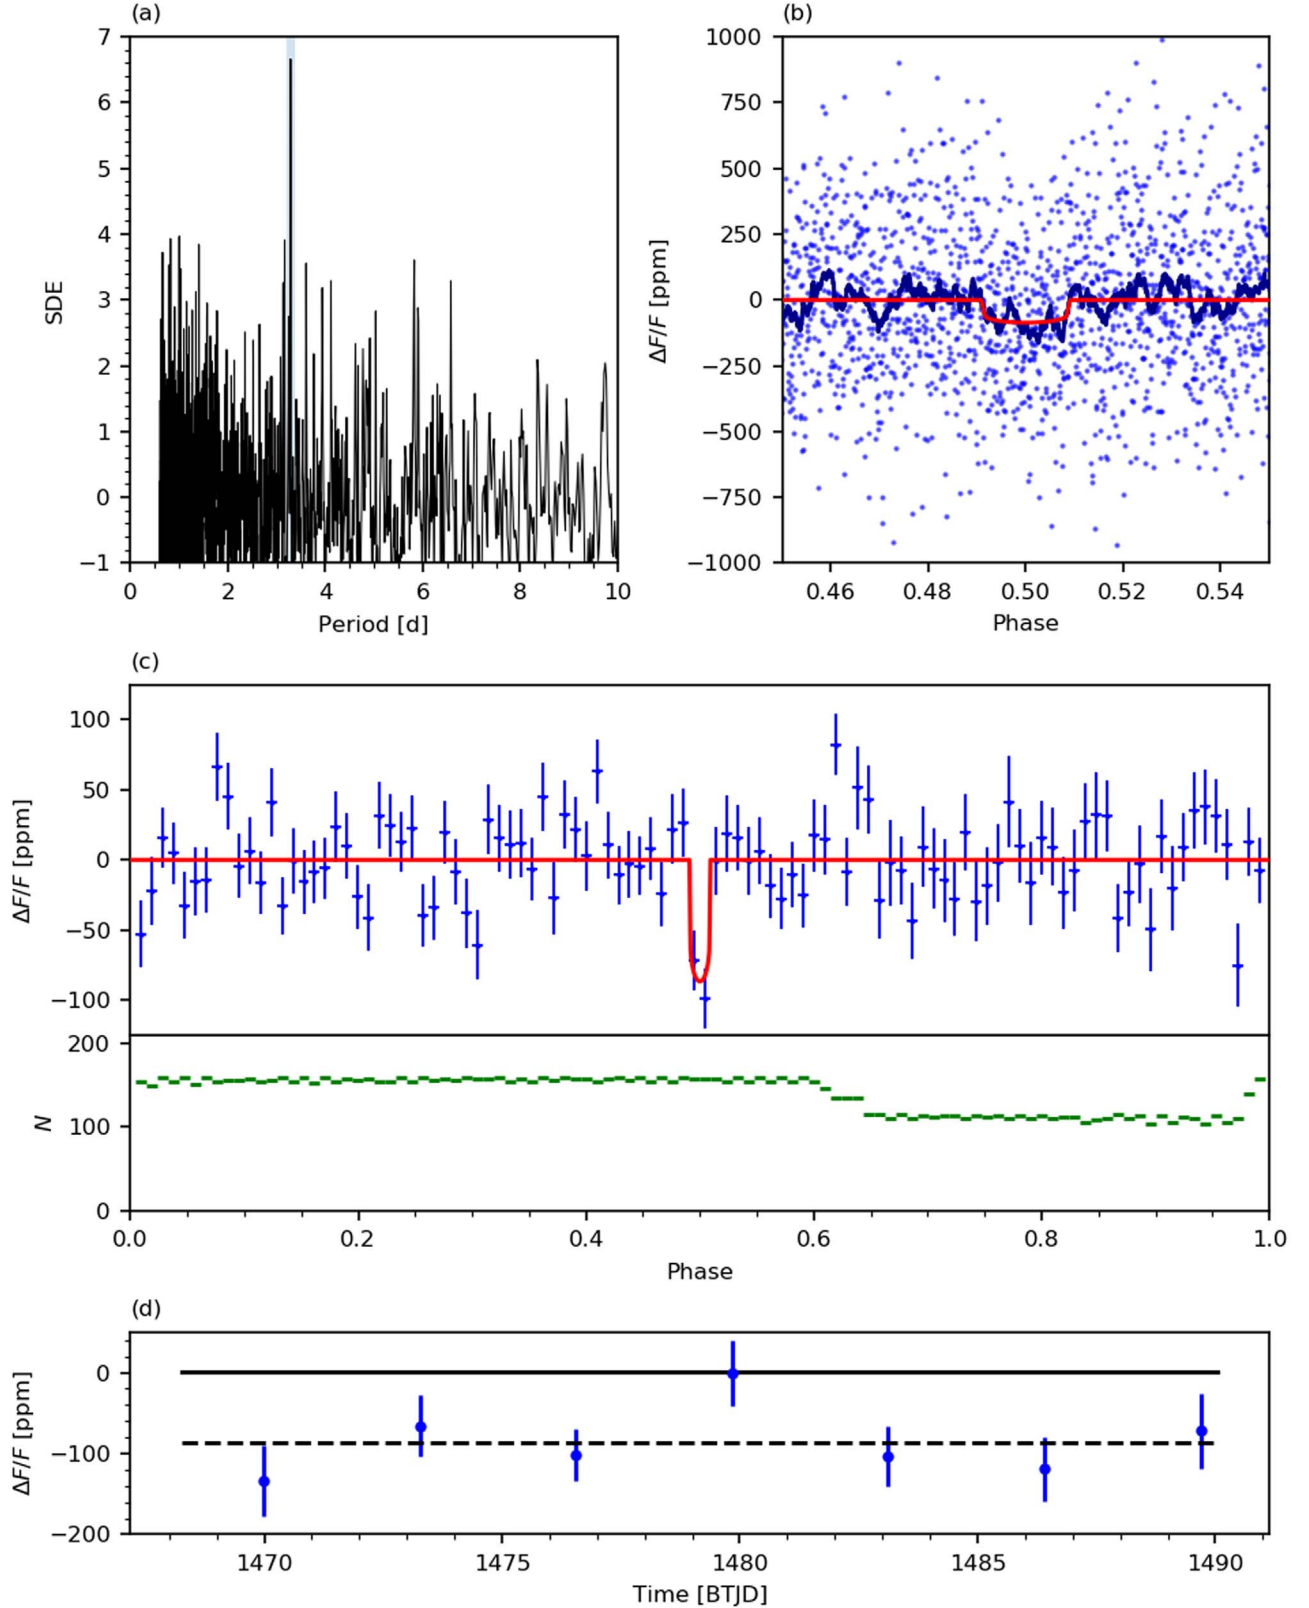 (a)
7
6
5
4
3
2
1
0
−1
SDE
0 2 4 6 8 10
Period [d]
(b)
1000
750
500
250
0
−250
−500
−750
−1000
ΔF/F [ppm]
0.46 0.48 0.50 0.52 0.54
Phase
(c)
100
50
0
−50
−100
ΔF/F [ppm]
200
100
0
N
0.0 0.2 0.4 0.6 0.8 1.0
Phase
(d)
0
−100
−200
ΔF/F [ppm]
1470 1475 1480 1485 1490
Time [BTJD]